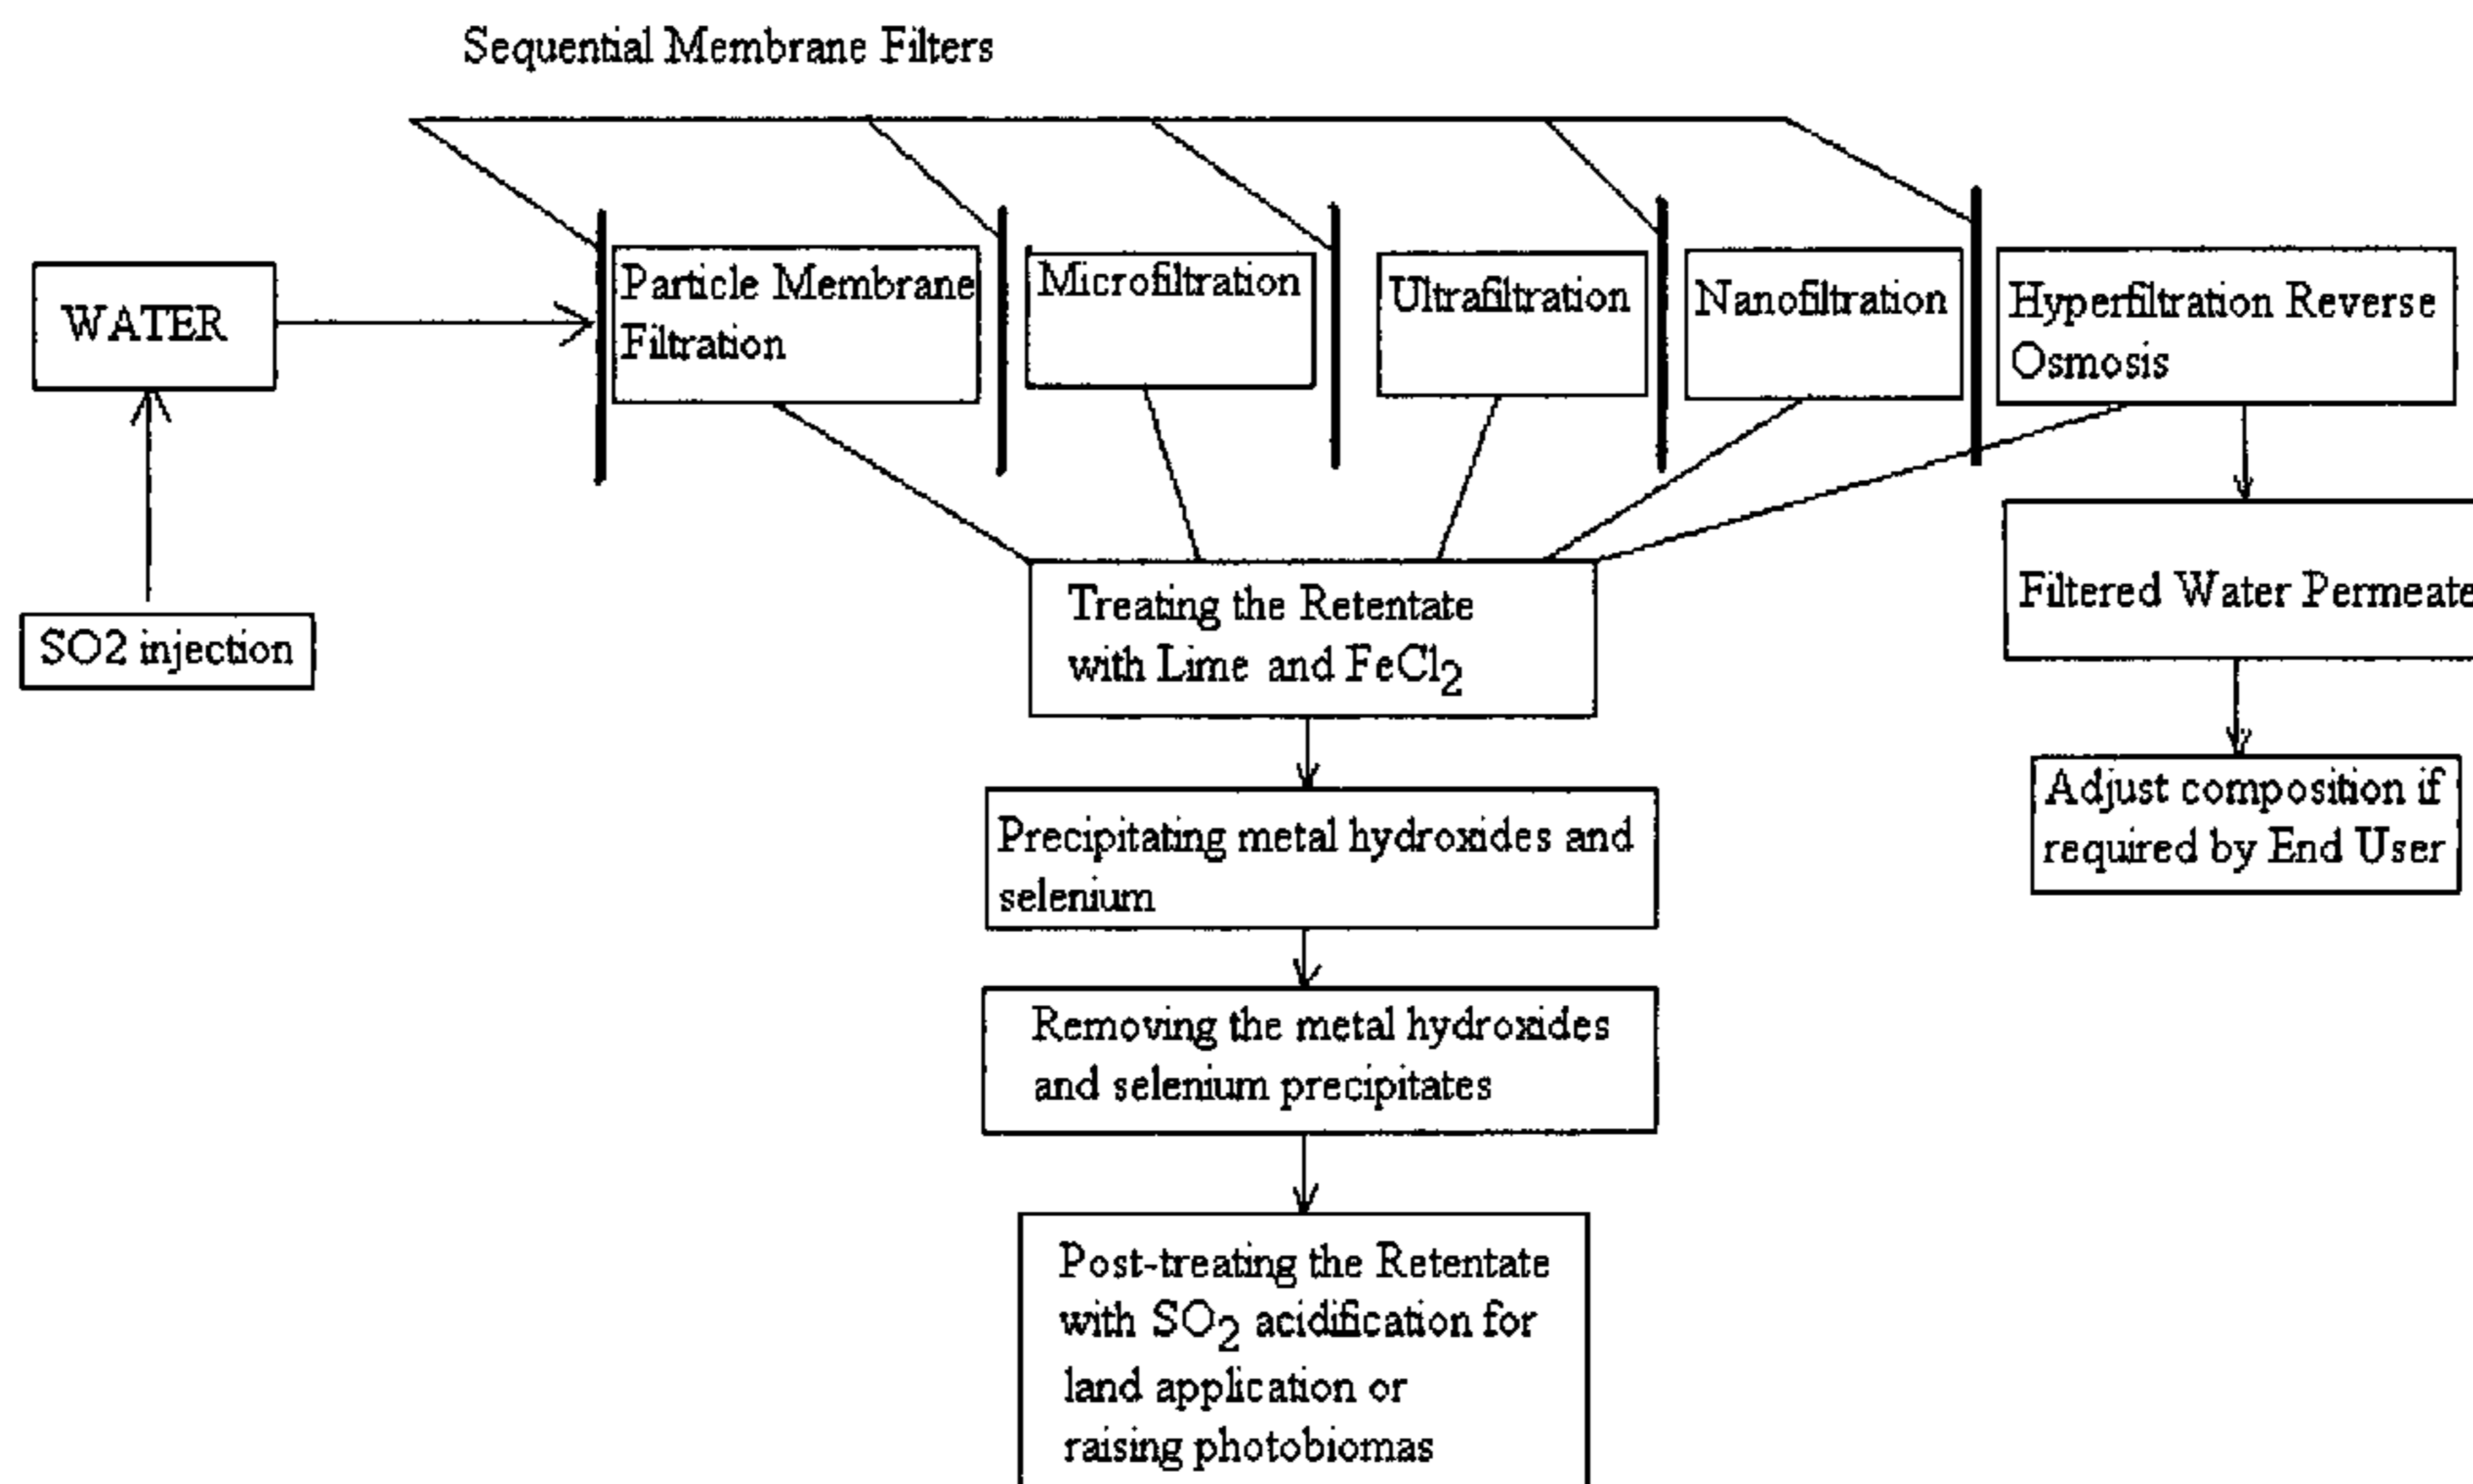 Sequential Membrane Filters
WATER
SO2 injection
Particle Membrane
Filtration
Microfiltration
Ultrafiltration
Nanofiltration
Hyperfiltration Reverse
Osmosis
Treating the Retentate
with Lime and FeCl₂
Precipitating metal hydroxides and
selenium
Removing the metal hydroxides
and selenium precipitates
Post-treating the Retentate
with SO₂ acidification for
land application or
raising photobiomas
Filtered Water Permeate
Adjust composition if
required by End User